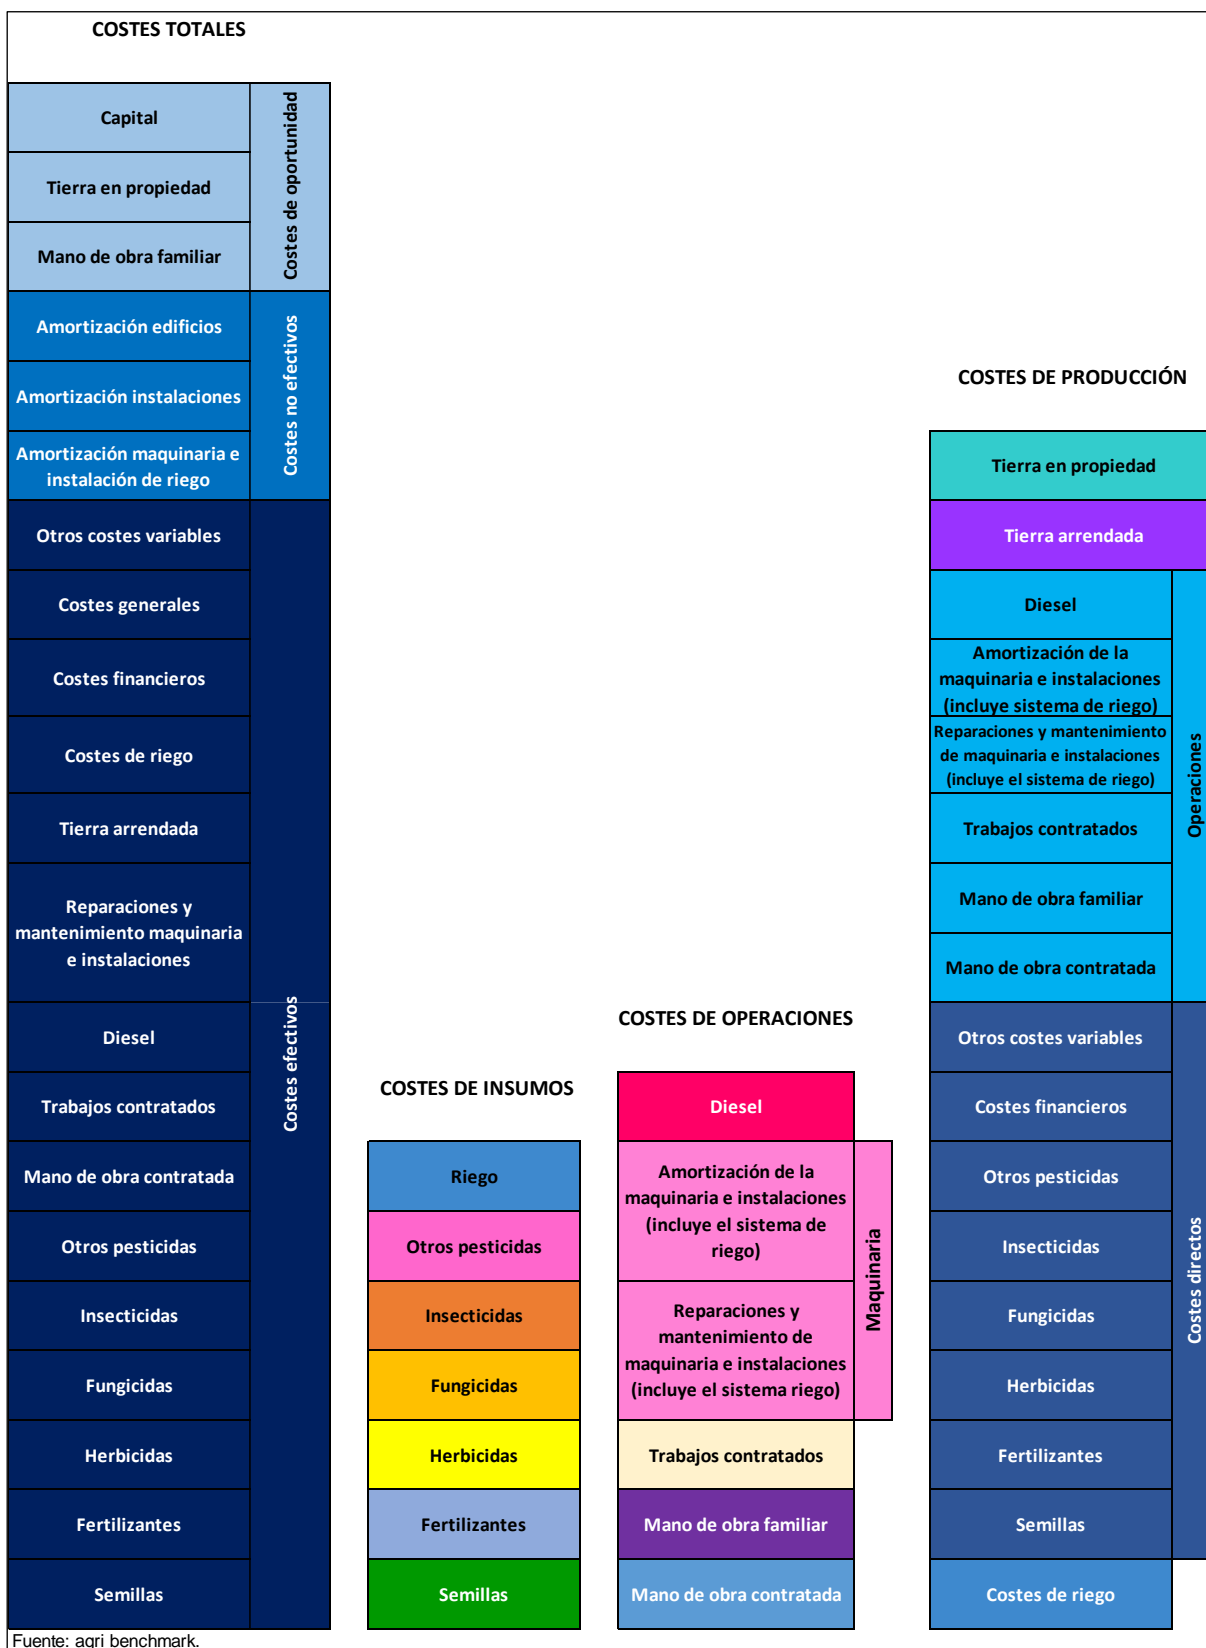 COSTES TOTALES
Capital
Tierra en propiedad
Mano de obra familiar
Costes de oportunidad
Amortización edificios
Amortización instalaciones
Amortización maquinaria e
instalación de riego
Costes no efectivos
Otros costes variables
Costes generales
Costes financieros
Costes de riego
Tierra arrendada
Reparaciones y
mantenimiento maquinaria
e instalaciones
Diesel
Trabajos contratados
Mano de obra contratada
Otros pesticidas
Insecticidas
Fungicidas
Herbicidas
Fertilizantes
Semillas
Costes efectivos
COSTES DE INSUMOS
Riego
Otros pesticidas
Insecticidas
Fungicidas
Herbicidas
Fertilizantes
Semillas
COSTES DE OPERACIONES
Diesel
Amortización de la
maquinaria e instalaciones
(incluye el sistema de
riego)
Reparaciones y
mantenimiento de
maquinaria e instalaciones
(incluye el sistema riego)
Maquinaria
Trabajos contratados
Mano de obra familiar
Mano de obra contratada
COSTES DE PRODUCCIÓN
Tierra en propiedad
Tierra arrendada
Diesel
Amortización de la
maquinaria e instalaciones
(incluye sistema de riego)
Reparaciones y mantenimiento
de maquinaria e instalaciones
(incluye el sistema de riego)
Trabajos contratados
Mano de obra familiar
Mano de obra contratada
Operaciones
Otros costes variables
Costes financieros
Otros pesticidas
Insecticidas
Fungicidas
Herbicidas
Fertilizantes
Semillas
Costes directos
Costes de riego
Fuente: agri benchmark.